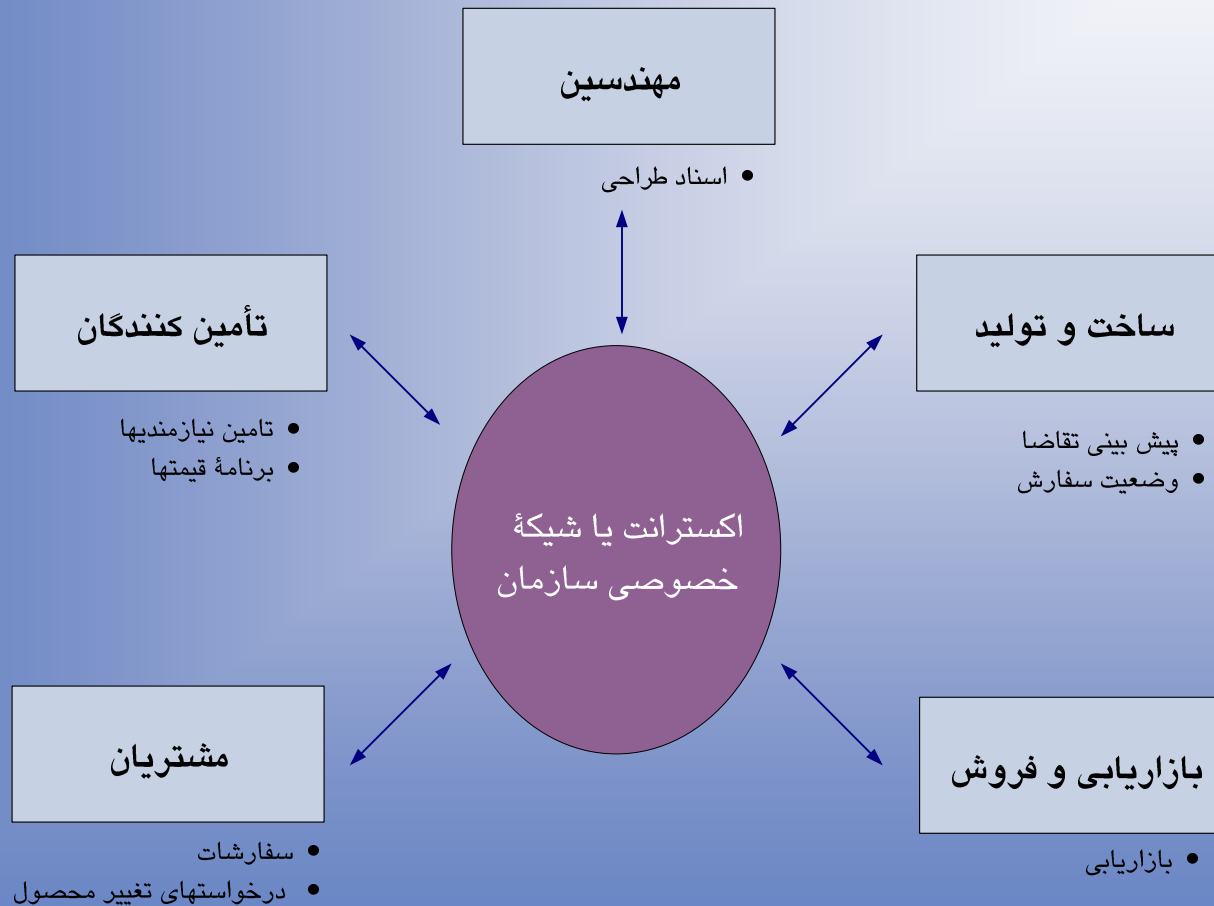 مهندسین
• اسناد طراحی
ساخت و تولید
• پیش بینی تقاضا
• وضعیت سفارش
تأمین کنندگان
• تامین نیازمندیها
• برنامۀ قیمتها
اکسترانت یا شیکۀ
خصوصی سازمان
بازاریابی و فروش
• بازاریابی
مشتریان
• سفارشات
• درخواستهای تغییر محصول